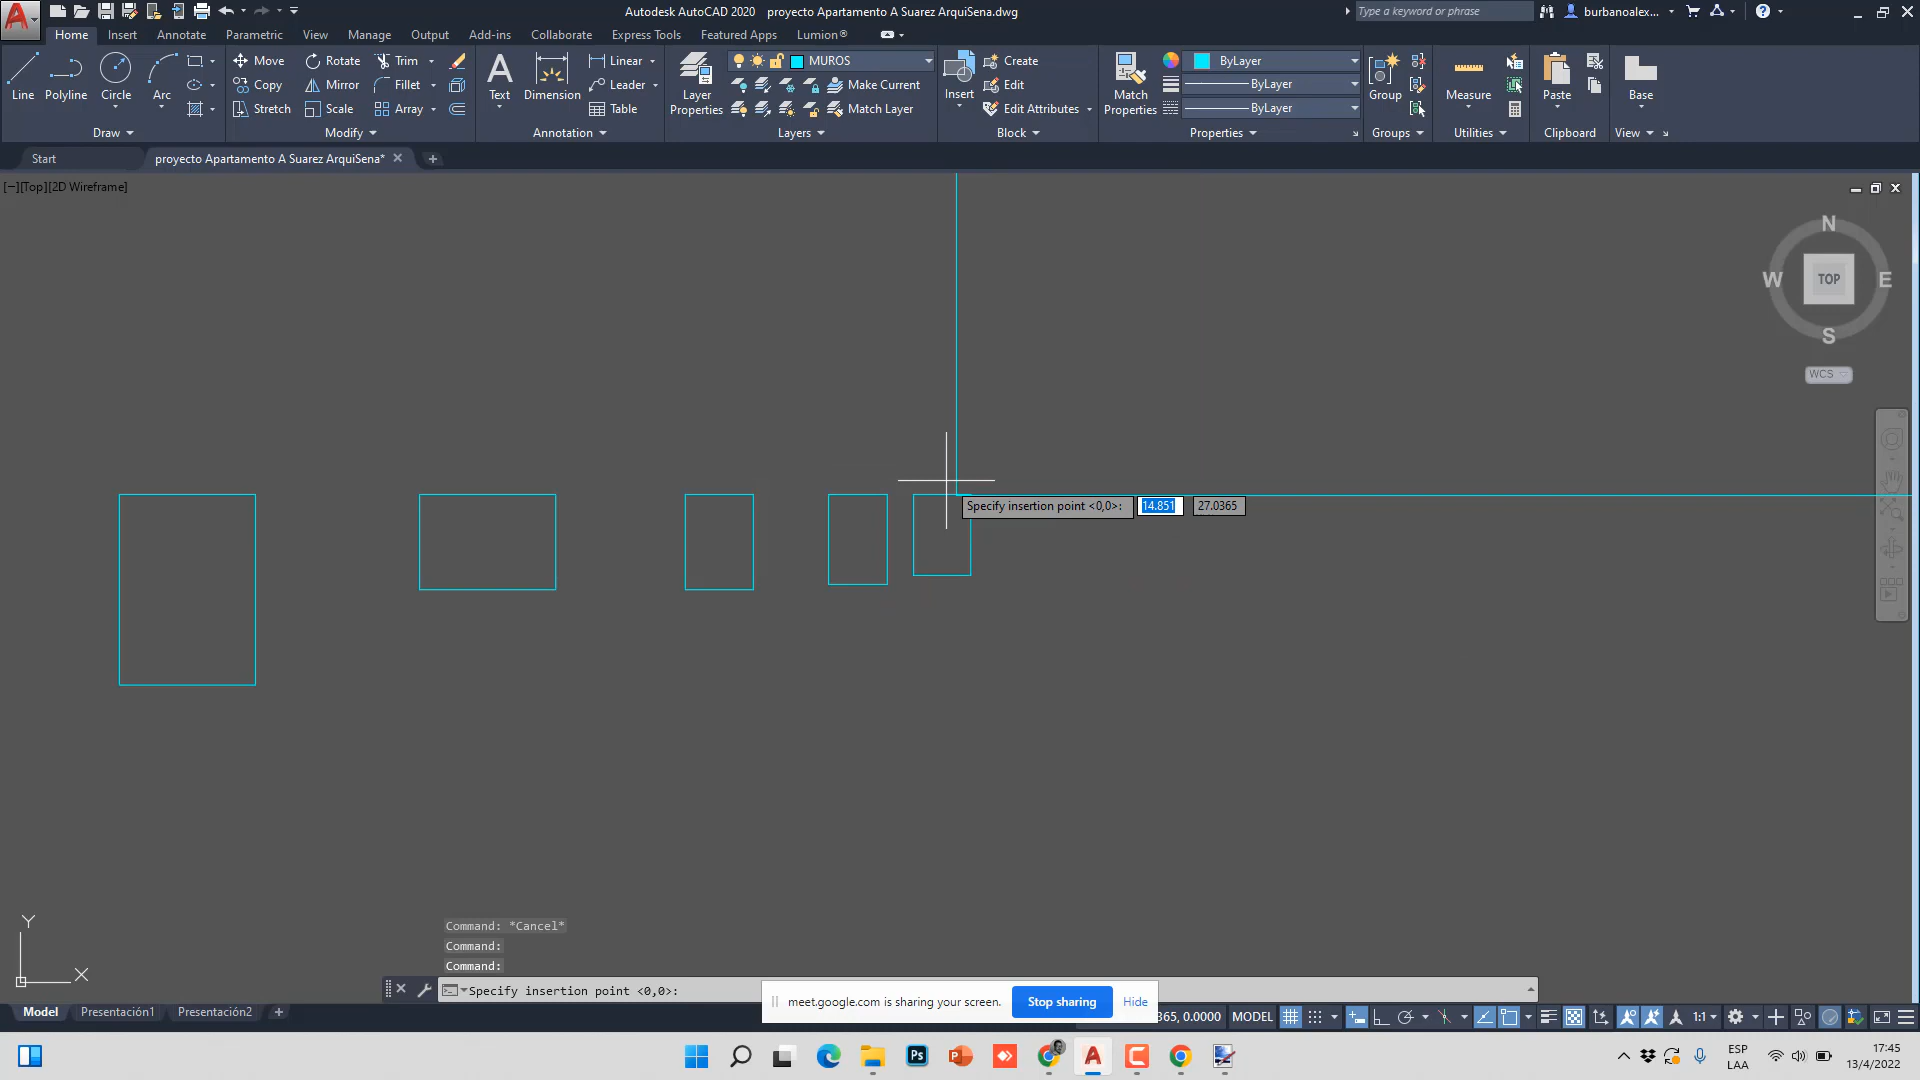 Autodesk AutoCAD 2020 proyecto Apartamento A Suarez ArquiSena.dwg
Type a keyword or phrase
burbanoalex...
Home Insert Annotate Parametric View Manage Output Add-ins Collaborate Express Tools Featured Apps Lumion®
Line
Polyline
Circle
Arc
Draw
Move Rotate Trim
Copy Mirror Fillet
Stretch Scale Array
Modify
Text
Dimension
Linear
Leader
Table
Annotation
Layer
Properties
MUROS
Make Current
Match Layer
Layers
Insert
Create
Edit
Edit Attributes
Block
Match
Properties
ByLayer
ByLayer
ByLayer
Properties
Group
Groups
Measure
Utilities
Paste
Clipboard
Base
View
Start
proyecto Apartamento A Suarez ArquiSena*
[−][Top][2D Wireframe]
N
W
TOP
E
S
WCS
Specify insertion point <0,0>: 14.851 27.0365
Y
X
Command: *Cancel*
Command:
Command:
Specify insertion point <0,0>:
meet.google.com is sharing your screen. Stop sharing Hide
Model Presentación1 Presentación2
365, 0.0000 MODEL
1:1
Ps
ESP
LAA
17:45
13/4/2022